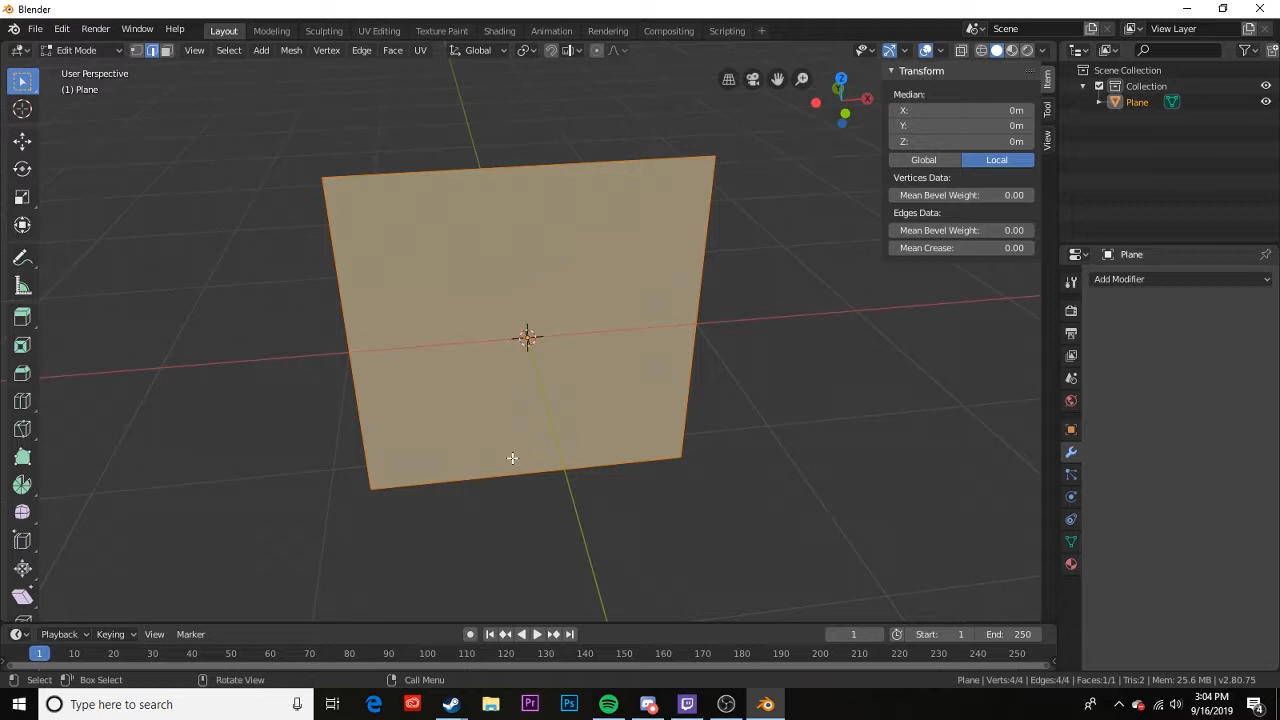 Blender
File Edit Render Window Help Layout Modeling Sculpting UV Editing Texture Paint Shading Animation Rendering Compositing Scripting + Scene View Layer
Edit Mode View Select Add Mesh Vertex Edge Face UV Global
User Perspective
(1) Plane
Z
Y
X
Transform
Median:
X: 0m
Y: 0m
Z: 0m
Global Local
Vertices Data:
Mean Bevel Weight: 0.00
Edges Data:
Mean Bevel Weight: 0.00
Mean Crease: 0.00
Item
Tool
View
Scene Collection
Collection
Plane
Plane
Add Modifier
Playback Keying View Marker 1 Start: 1 End: 250
1 10 20 30 40 50 60 70 80 90 100 110 120 130 140 150 160 170 180 190 200 210 220 230 240 250
Select Box Select Rotate View Call Menu Plane | Verts:4/4 | Edges:4/4 | Faces:1/1 | Tris:2 | Mem: 25.6 MB | v2.80.75
Type here to search
Pr
Ps
3:04 PM
9/16/2019
4